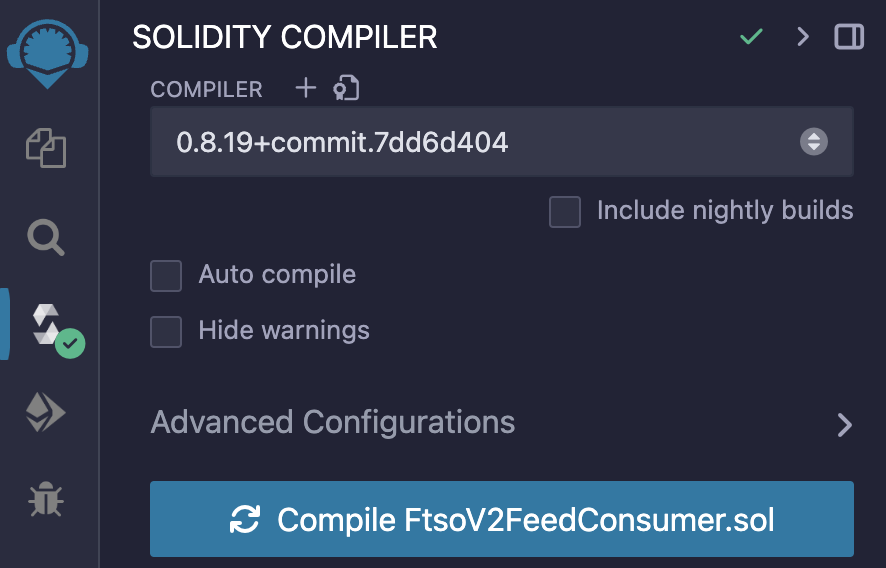 SOLIDITY COMPILER
COMPILER
0.8.19+commit.7dd6d404
Include nightly builds
Auto compile
Hide warnings
Advanced Configurations
Compile FtsoV2FeedConsumer.sol